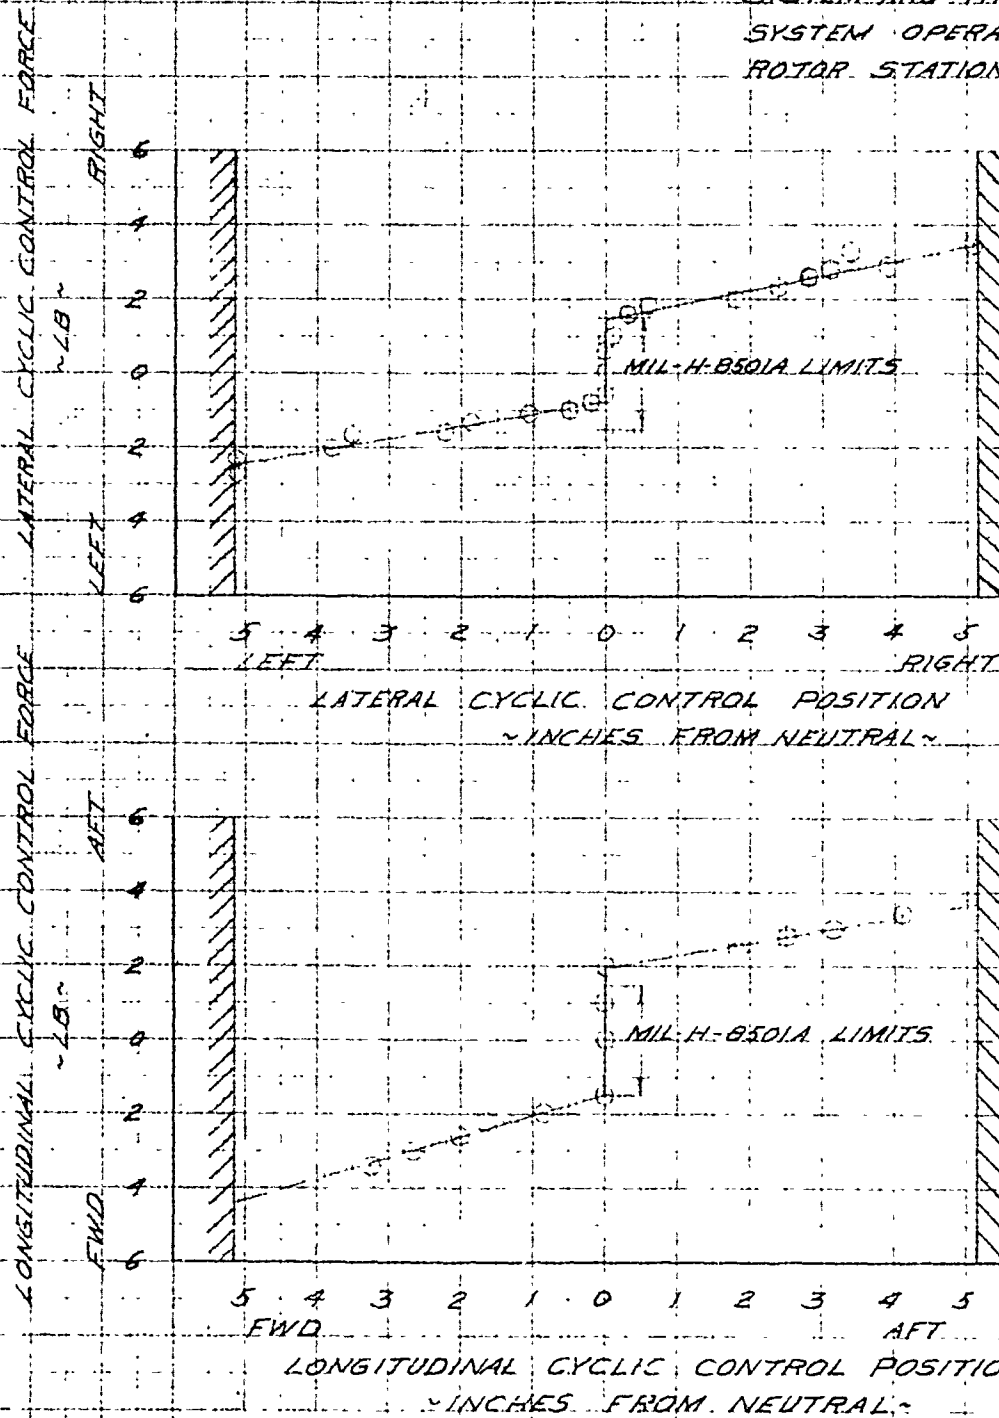 SYSTEM OPERA
ROTOR STATION
LATERAL CYCLIC CONTROL FORCE
~LB~
RIGHT
LEFT
6
4
2
0
2
4
6
MIL-H-8501A LIMITS
5 4 3 2 1 0 1 2 3 4 5
LEFT RIGHT
LATERAL CYCLIC CONTROL POSITION
~INCHES FROM NEUTRAL~
LONGITUDINAL CYCLIC CONTROL FORCE
~LB~
AFT
FWD
6
4
2
0
2
4
6
MIL-H-8501A LIMITS
5 4 3 2 1 0 1 2 3 4 5
FWD AFT
LONGITUDINAL CYCLIC CONTROL POSITIO
~INCHES FROM NEUTRAL~